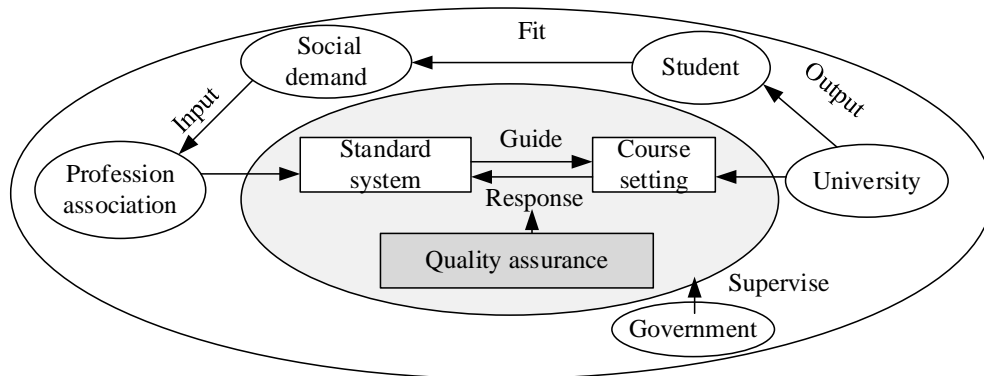 Fit
Social
demand
Student
Output
Input
Guide
Standard
system
Course
setting
Profession
association
University
Response
Quality assurance
Supervise
Government